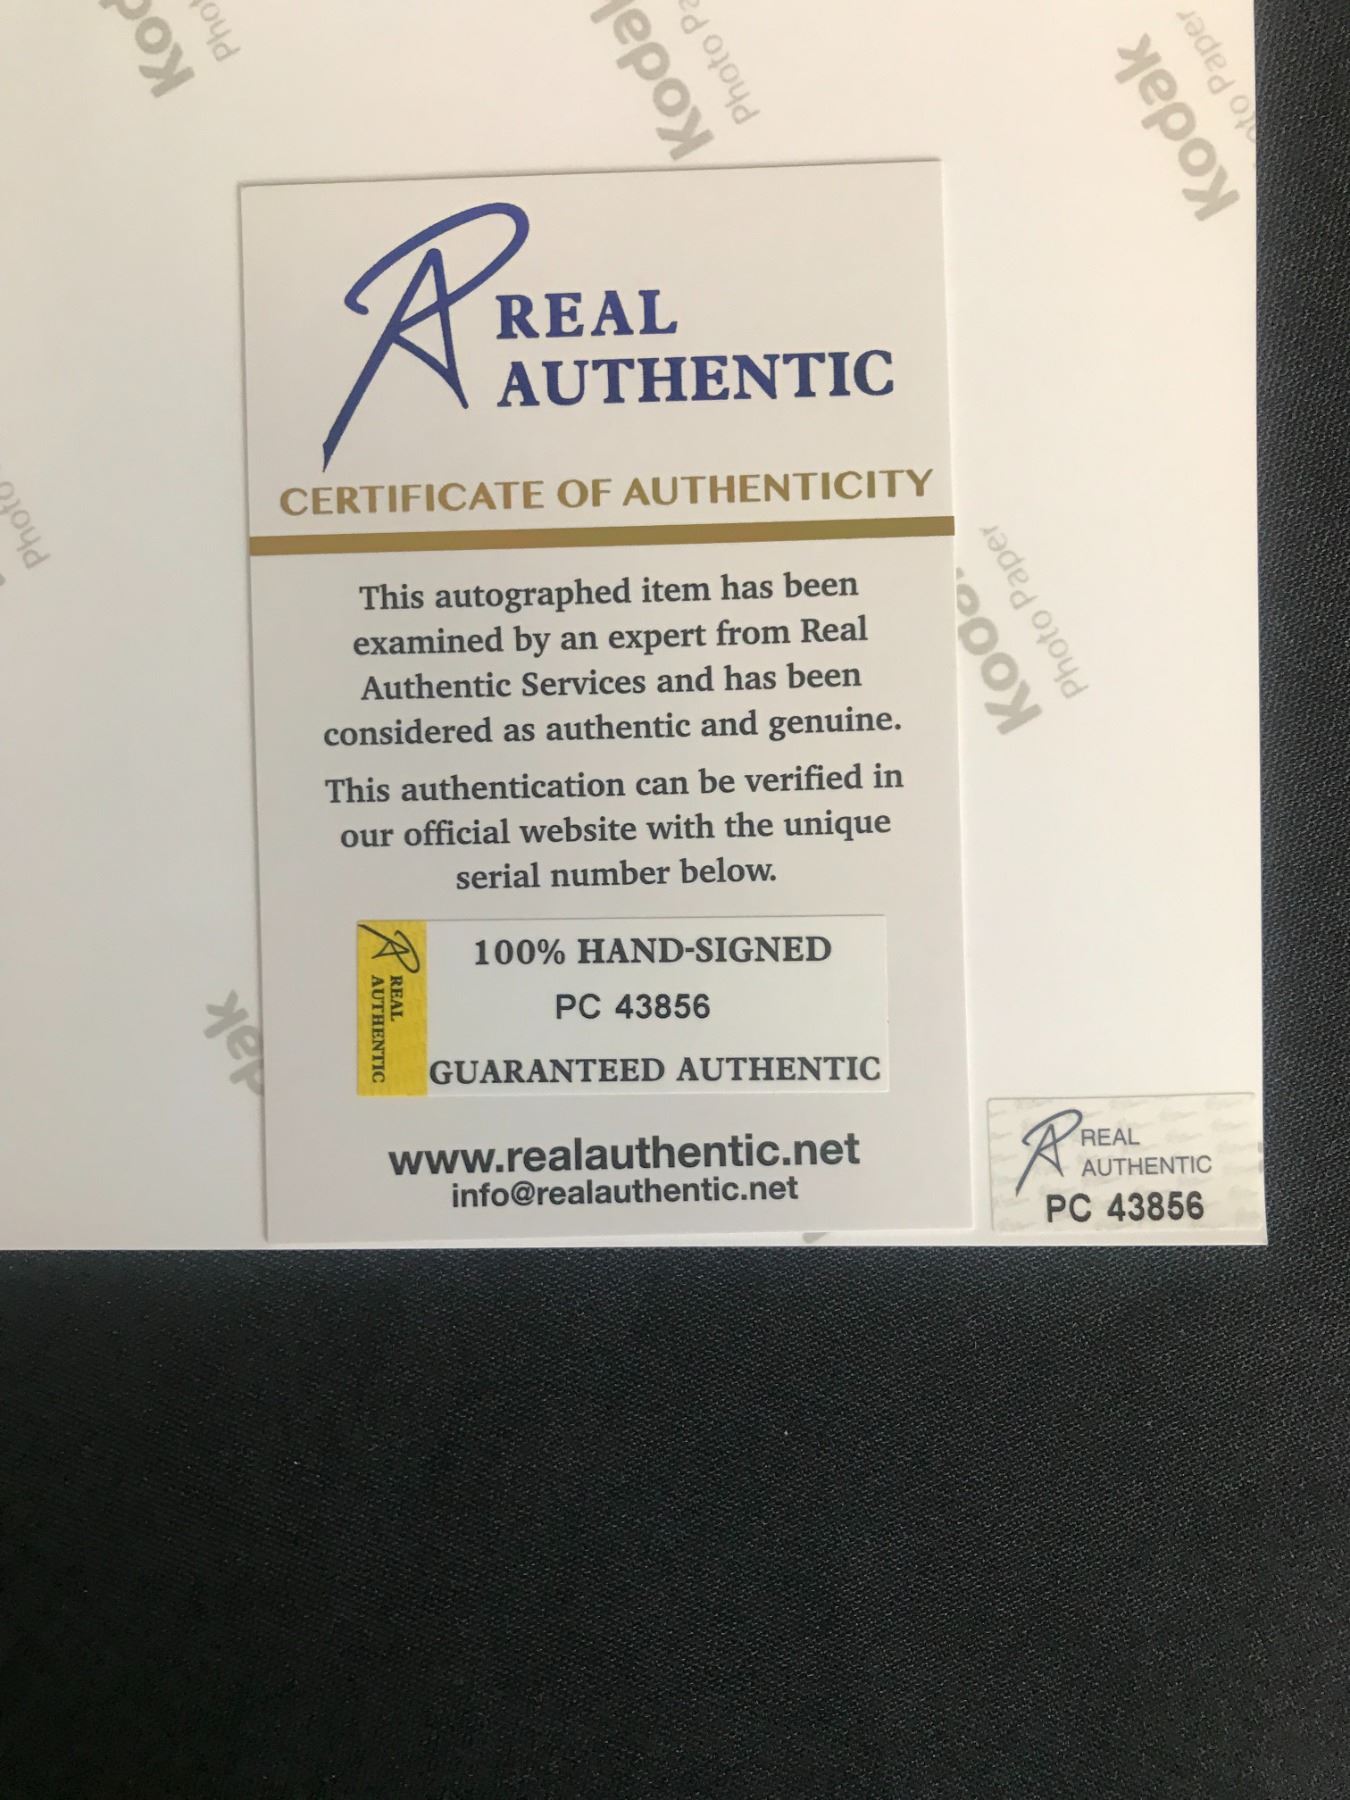 Kodak
Photo Paper
Kodak
Photo Paper
REAL
AUTHENTIC
CERTIFICATE OF AUTHENTICITY
This autographed item has been
examined by an expert from Real
Authentic Services and has been
considered as authentic and genuine.
This authentication can be verified in
our official website with the unique
serial number below.
REAL
AUTHENTIC
100% HAND-SIGNED
PC 43856
GUARANTEED AUTHENTIC
www.realauthentic.net
info@realauthentic.net
Photo Paper
REAL
AUTHENTIC
PC 43856